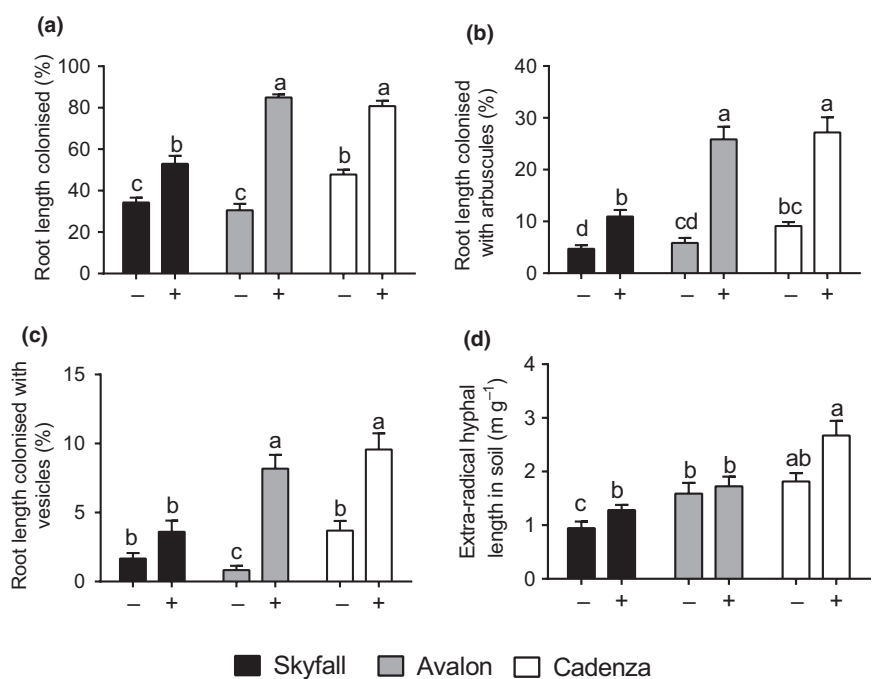 (a)
Root length colonised (%)
100
80
60
40
20
0
c
b
c
a
b
a
– + – + – +
(b)
Root length colonised
with arbuscules (%)
40
30
20
10
0
d
b
cd
a
bc
a
– + – + – +
(c)
Root length colonised with
vesicles (%)
15
10
5
0
b
b
c
a
b
a
– + – + – +
(d)
Extra-radical hyphal
length in soil (m g⁻¹)
4
3
2
1
0
c
b
b
b
ab
a
– + – + – +
Skyfall Avalon Cadenza